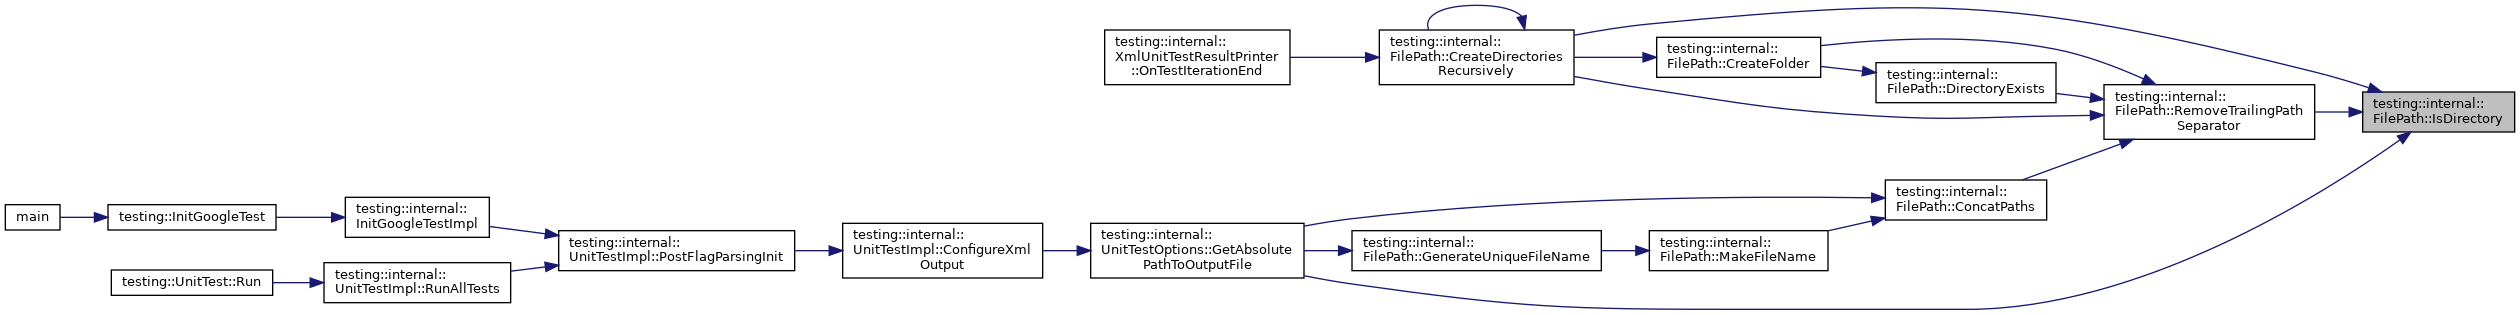 testing::internal::
XmlUnitTestResultPrinter
::OnTestIterationEnd
testing::internal::
FilePath::CreateDirectories
Recursively
testing::internal::
FilePath::CreateFolder
testing::internal::
FilePath::DirectoryExists
testing::internal::
FilePath::RemoveTrailingPath
Separator
testing::internal::
FilePath::IsDirectory
main
testing::InitGoogleTest
testing::internal::
InitGoogleTestImpl
testing::UnitTest::Run
testing::internal::
UnitTestImpl::RunAllTests
testing::internal::
UnitTestImpl::PostFlagParsingInit
testing::internal::
UnitTestImpl::ConfigureXml
Output
testing::internal::
UnitTestOptions::GetAbsolute
PathToOutputFile
testing::internal::
FilePath::GenerateUniqueFileName
testing::internal::
FilePath::MakeFileName
testing::internal::
FilePath::ConcatPaths